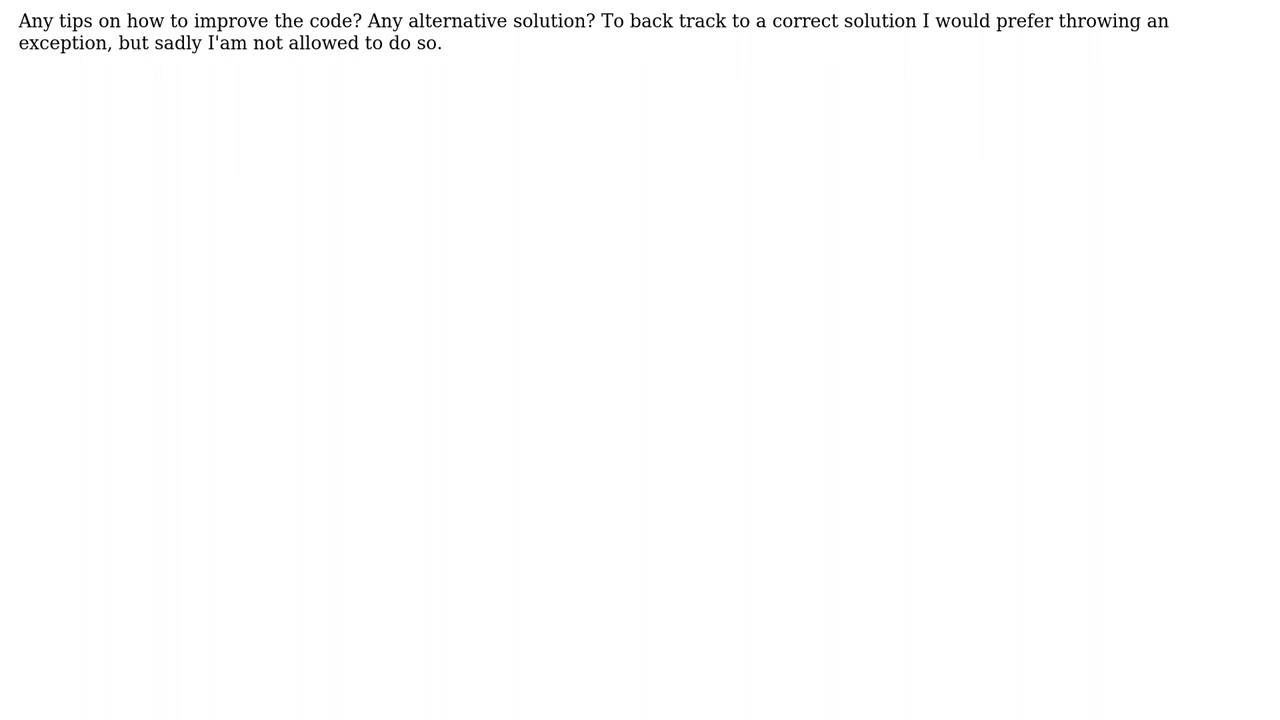 Any tips on how to improve the code? Any alternative solution? To back track to a correct solution I would prefer throwing an
exception, but sadly I'am not allowed to do so.